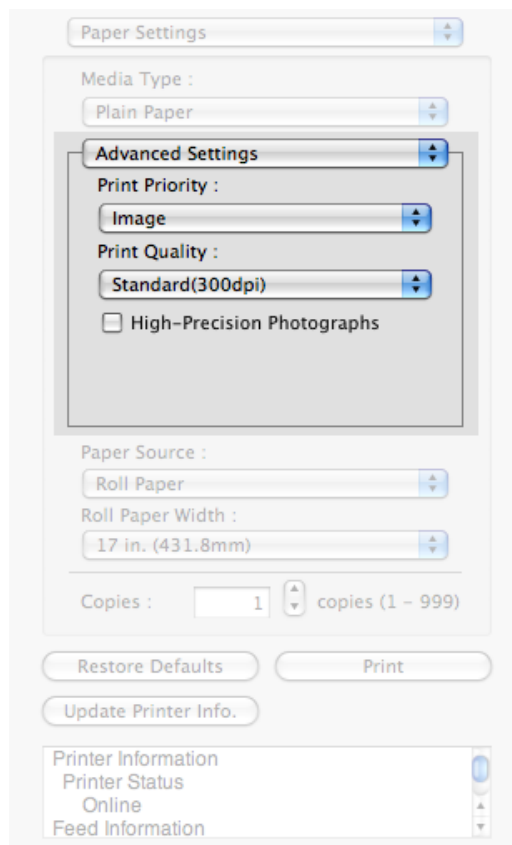 Paper Settings
Media Type :
Plain Paper
Advanced Settings
Print Priority :
Image
Print Quality :
Standard(300dpi)
High-Precision Photographs
Paper Source :
Roll Paper
Roll Paper Width :
17 in. (431.8mm)
Copies : 1 copies (1 - 999)
Restore Defaults Print
Update Printer Info.
Printer Information
Printer Status
Online
Feed Information